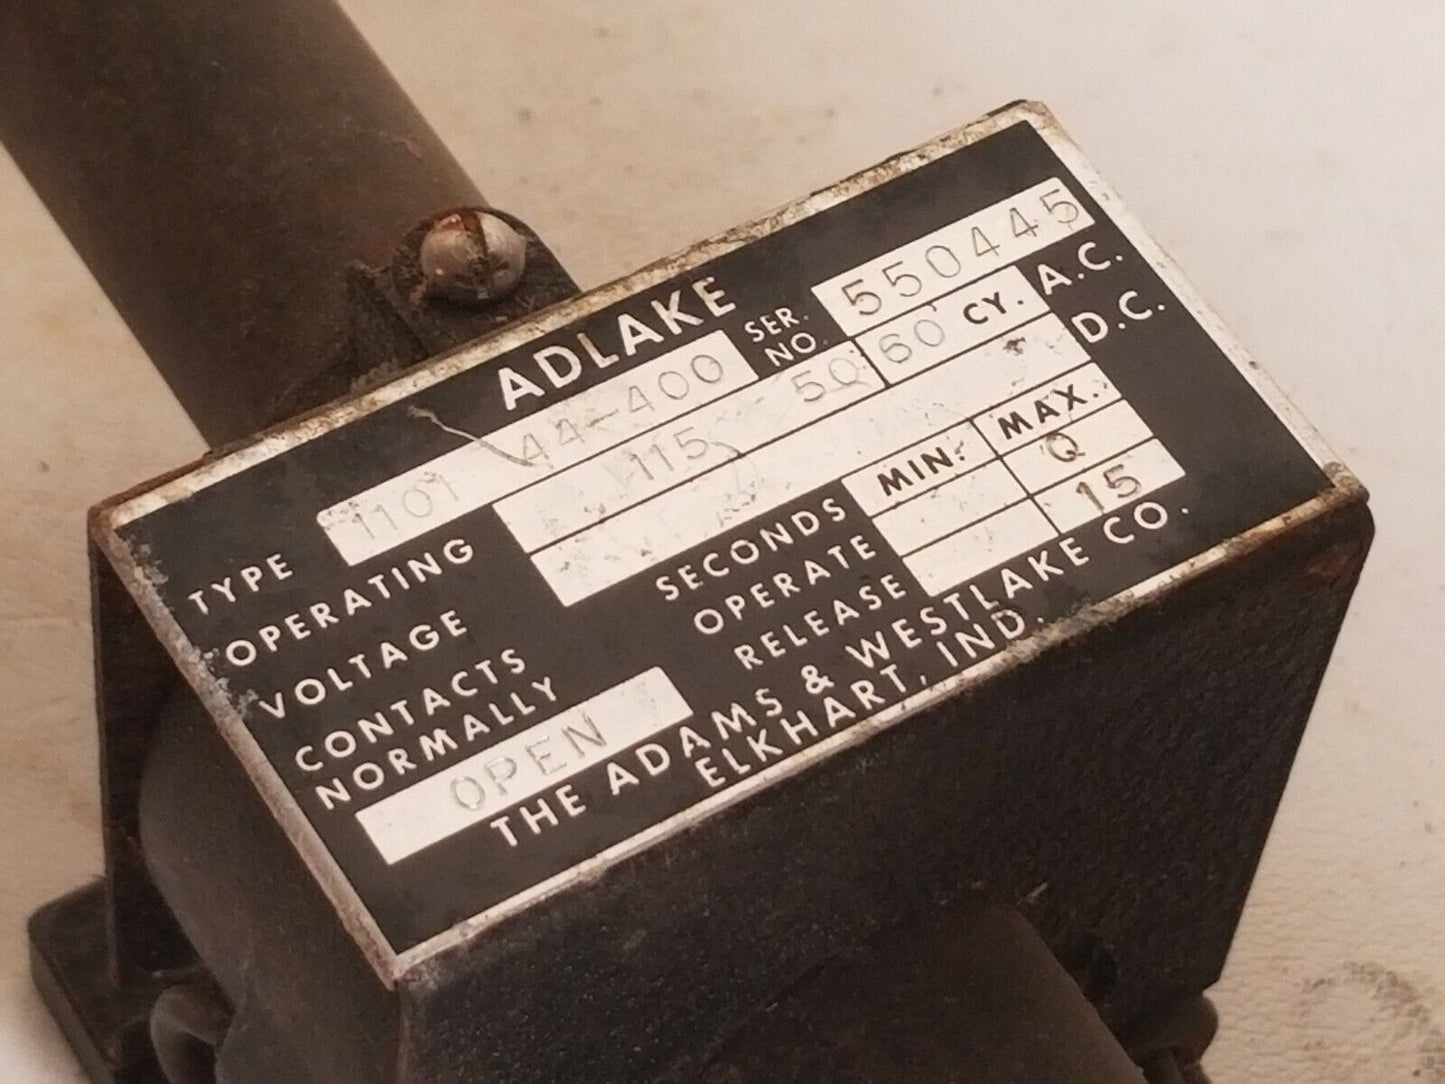 ADLAKE
TYPE 1101 44-400 SER. NO. 550445
OPERATING 115 50 60 CY. A.C.
VOLTAGE D.C.
MIN. MAX.
SECONDS
OPERATE Q
RELEASE 15
CONTACTS
NORMALLY
OPEN
THE ADAMS & WESTLAKE CO.
ELKHART, IND.